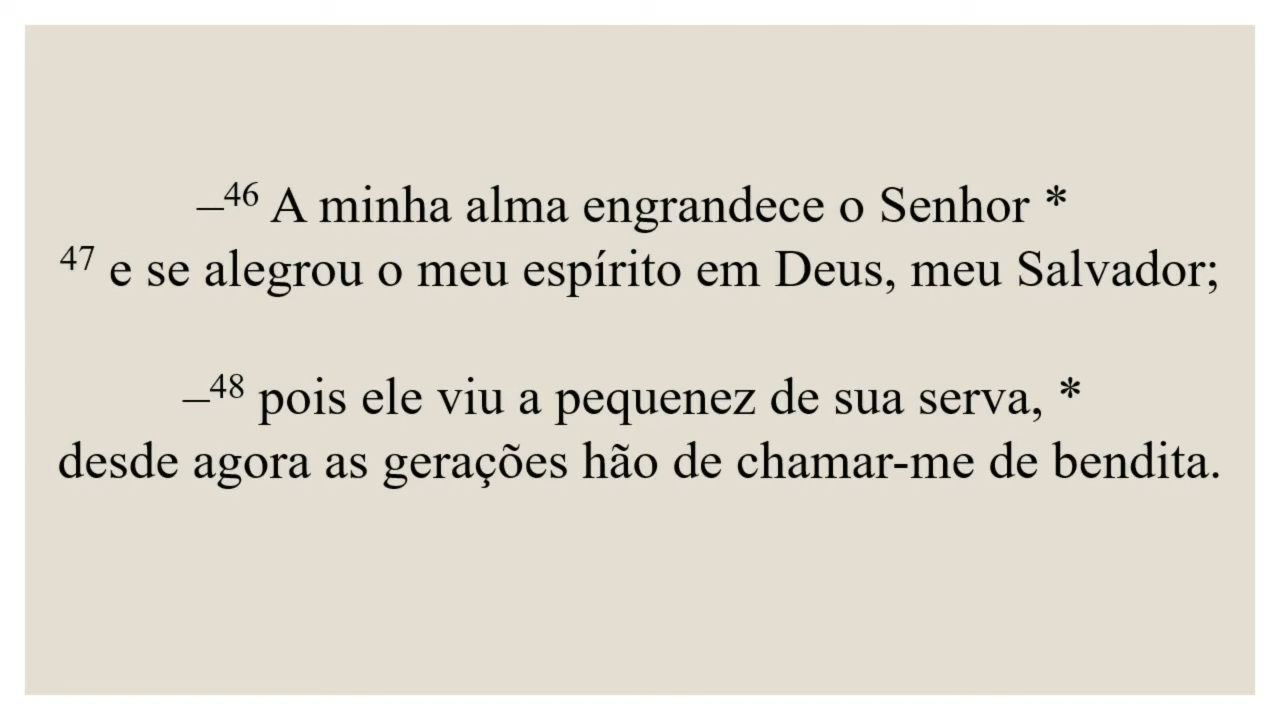 –46 A minha alma engrandece o Senhor *
47 e se alegrou o meu espírito em Deus, meu Salvador;
–48 pois ele viu a pequenez de sua serva, *
desde agora as gerações hão de chamar-me de bendita.